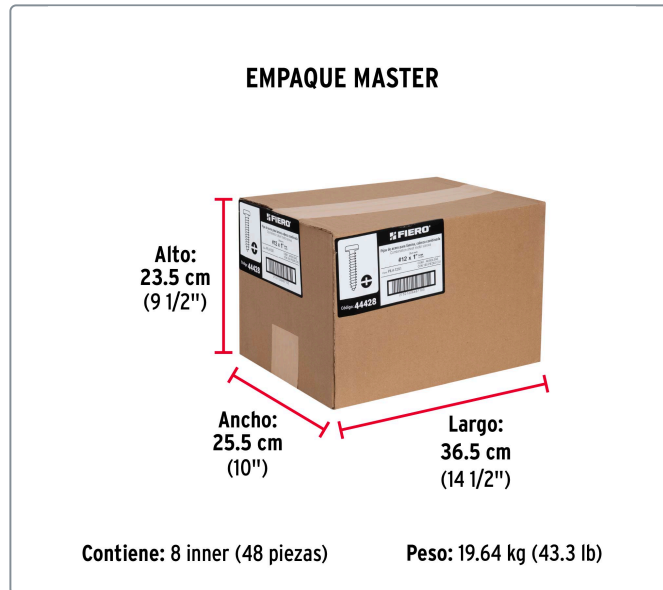 EMPAQUE MASTER
Alto:
23.5 cm
(9 1/2")
FIERO
44428
FIERO
#12 x 1"
Código: 44428
Ancho:
25.5 cm
(10")
Largo:
36.5 cm
(14 1/2")
Contiene: 8 inner (48 piezas)
Peso: 19.64 kg (43.3 lb)